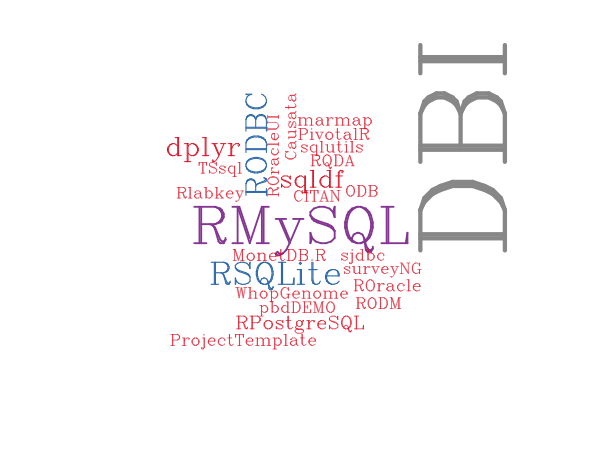 DBI
RODBC
Causata
ROracleUI
marmap
PivotalR
dplyr
sqlutils
TSsql
RQDA
sqldf
Rlabkey
ODB
CITAN
RMySQL
MonetDB.R
sjdbc
RSQLite
surveyNG
ROracle
WhopGenome
RODM
pbdDEMO
RPostgreSQL
ProjectTemplate